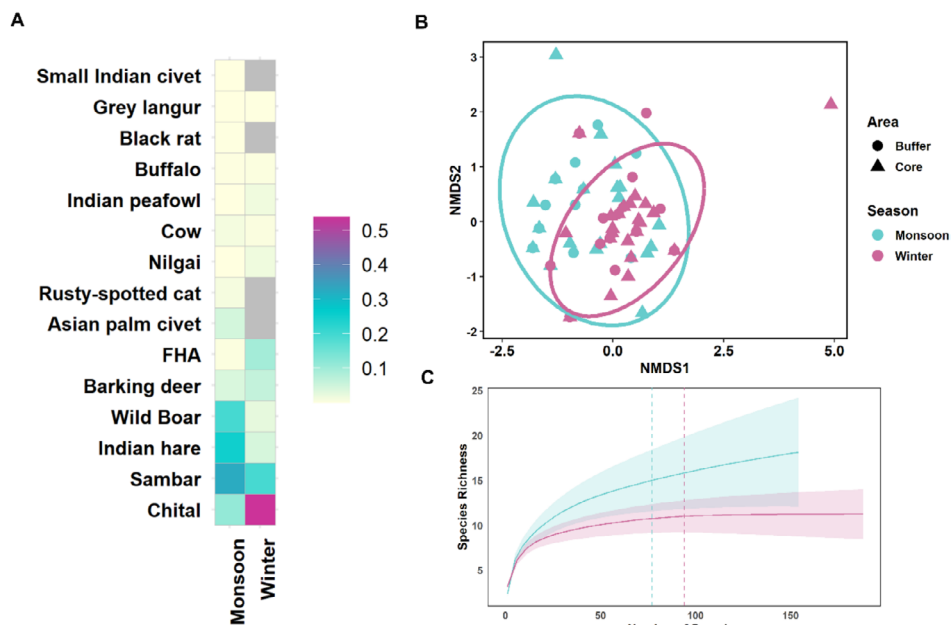 A
Small Indian civet
Grey langur
Black rat
Buffalo
Indian peafowl
Cow
Nilgai
Rusty-spotted cat
Asian palm civet
FHA
Barking deer
Wild Boar
Indian hare
Sambar
Chital
Monsoon
Winter
0.5
0.4
0.3
0.2
0.1
B
3
2
1
0
-1
-2
NMDS2
-2.5
0.0
2.5
5.0
NMDS1
Area
Buffer
Core
Season
Monsoon
Winter
C
25
20
15
10
5
Species Richness
0
50
100
150